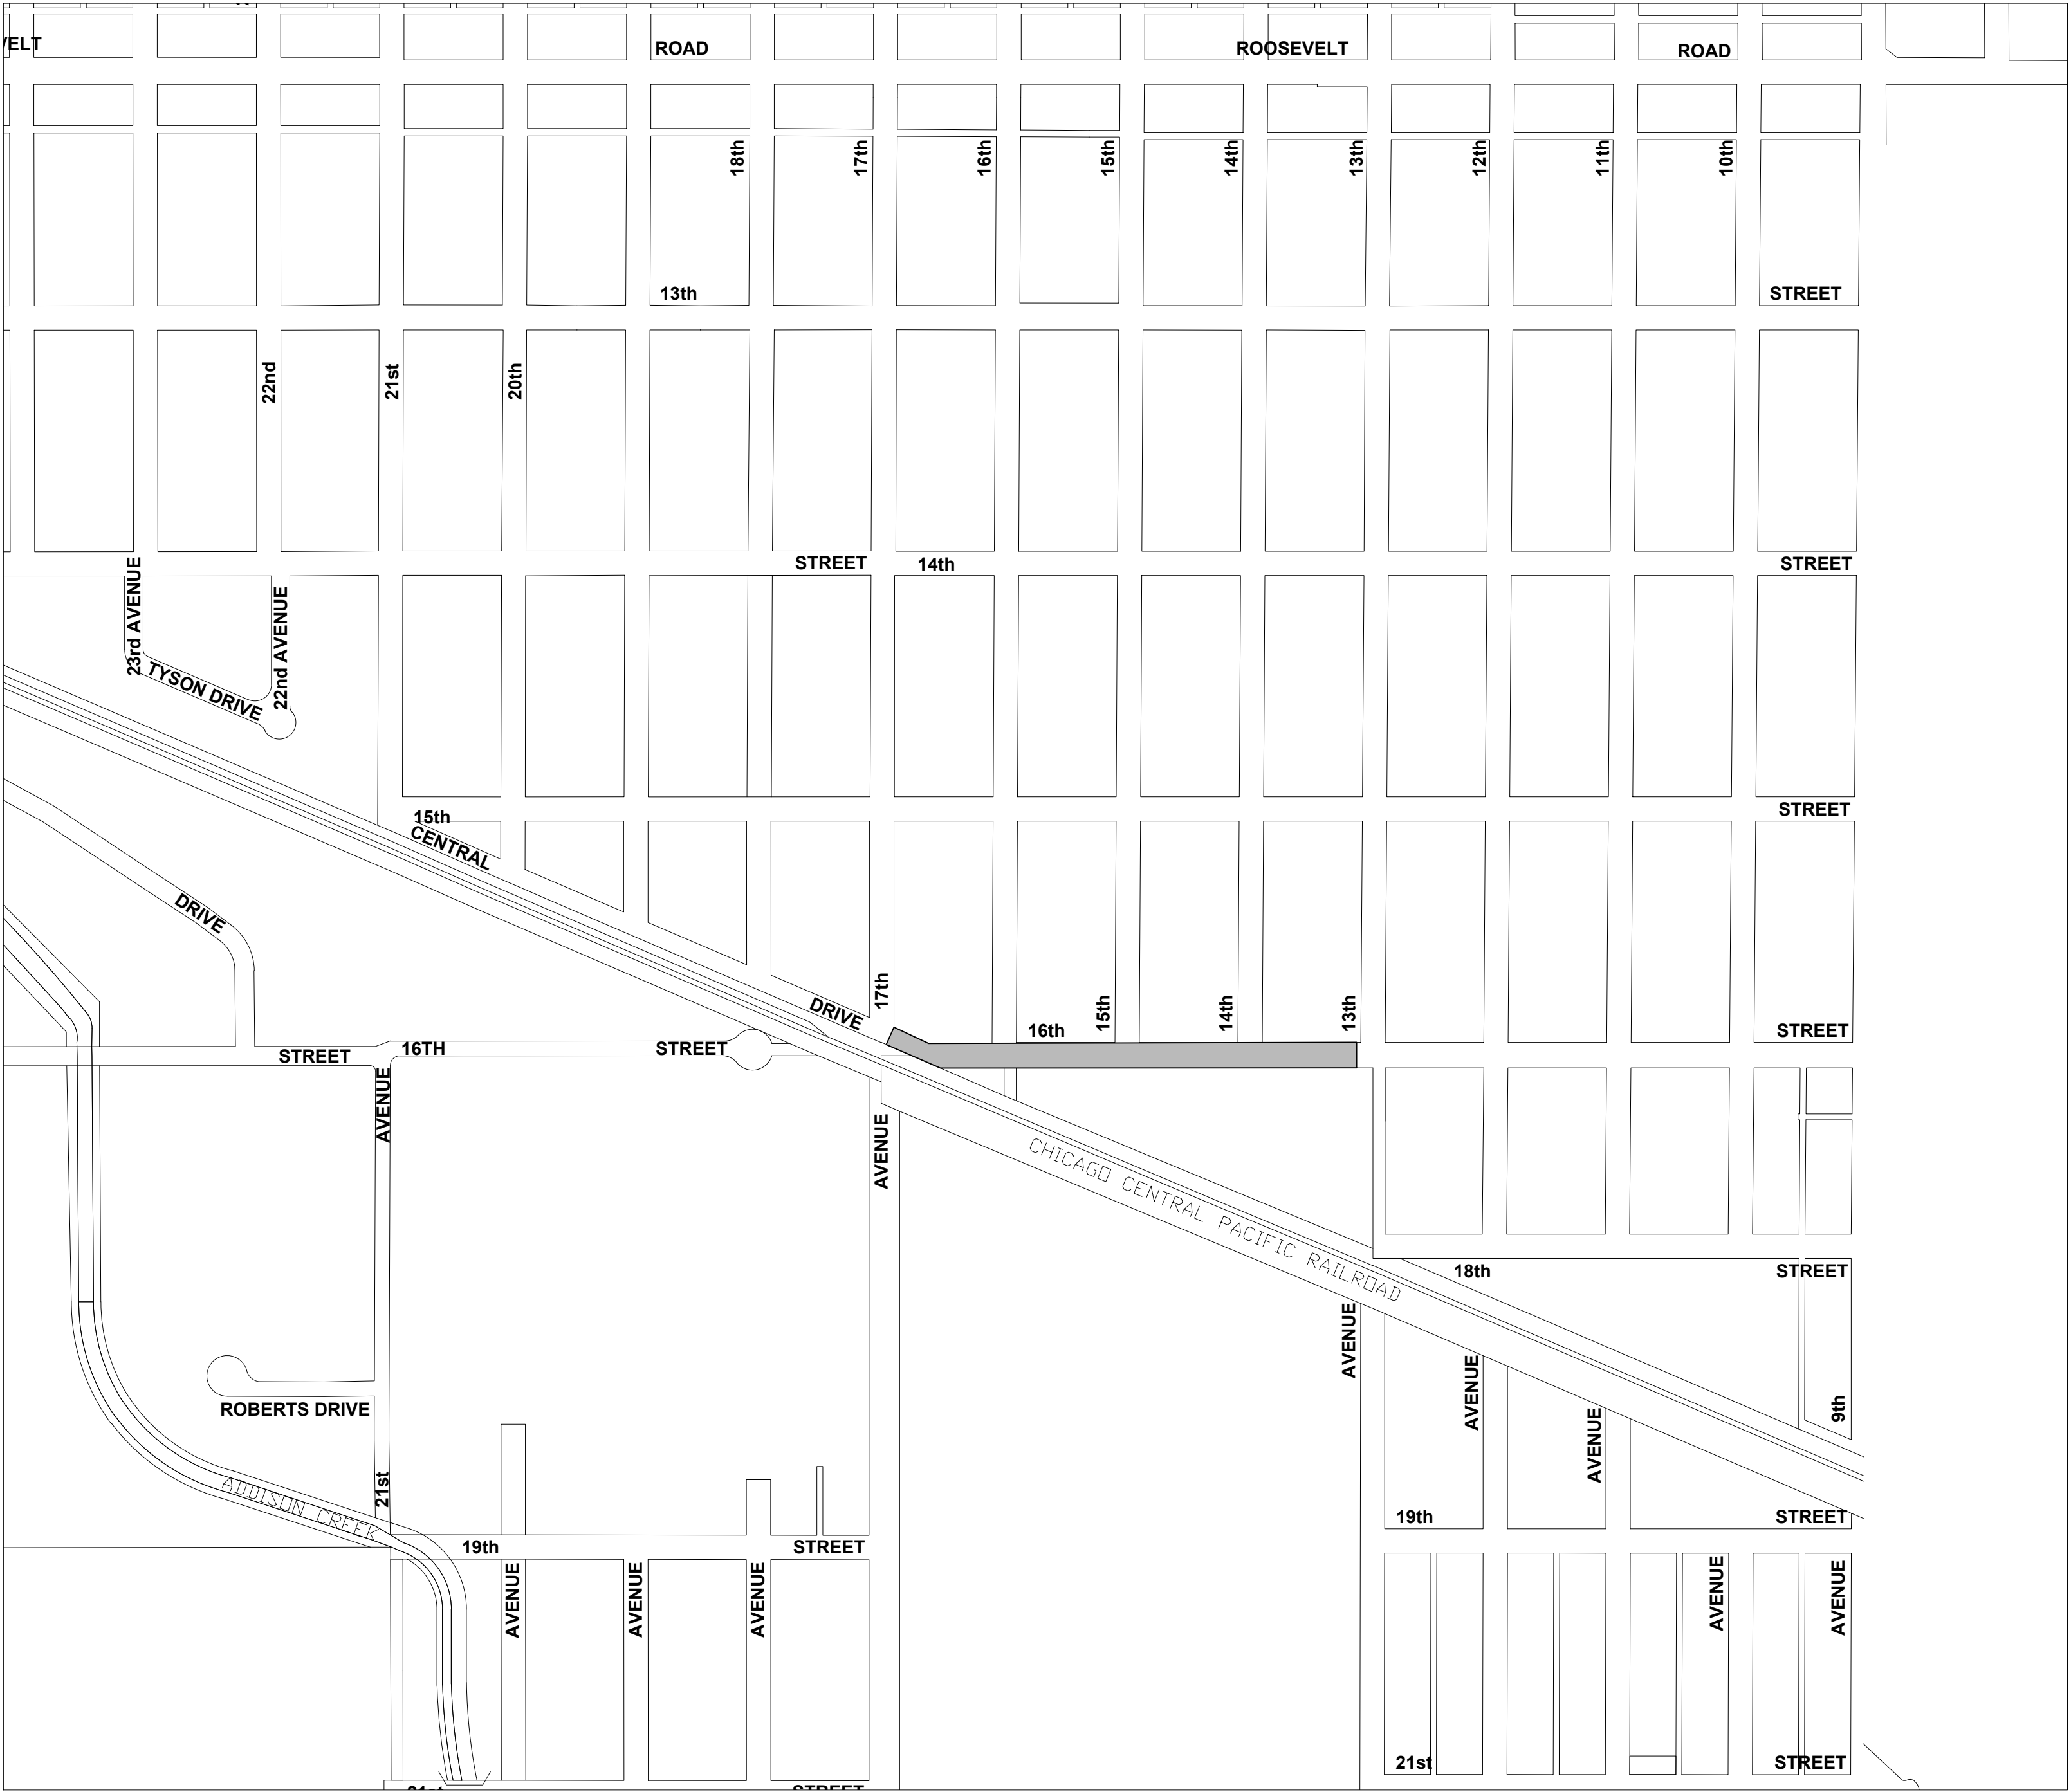 VELT
ROAD
ROOSEVELT
ROAD
18th
17th
16th
15th
14th
13th
12th
11th
10th
13th
STREET
22nd
21st
20th
STREET
14th
STREET
23rd AVENUE
22nd AVENUE
TYSON DRIVE
15th
STREET
CENTRAL
DRIVE
17th
DRIVE
15th
14th
13th
16th
STREET
STREET
16TH
STREET
AVENUE
AVENUE
CHICAGO CENTRAL PACIFIC RAILROAD
18th
STREET
AVENUE
AVENUE
9th
ROBERTS DRIVE
AVENUE
21st
ADDISON CREEK
19th
STREET
19th
STREET
AVENUE
AVENUE
AVENUE
AVENUE
AVENUE
21st
STREET
21st
STREET